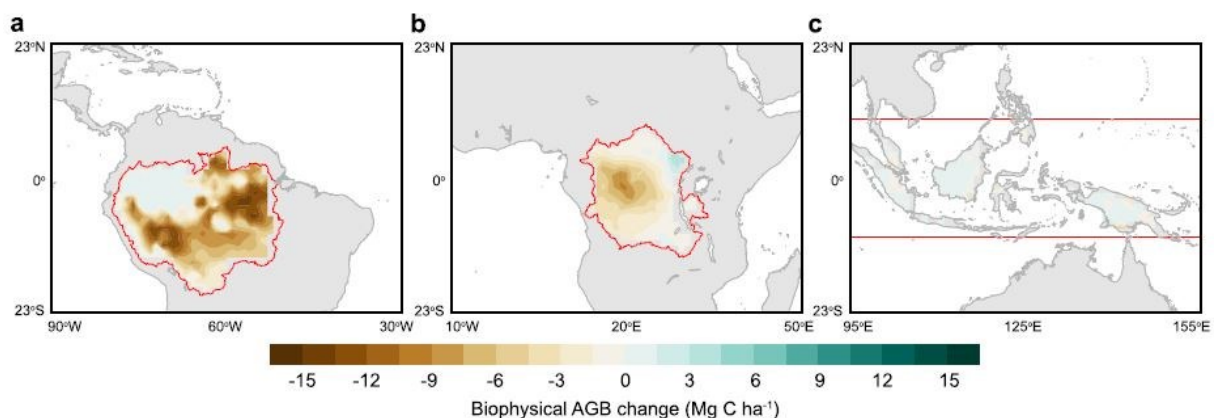 a b c
23°N 23°N 23°N
0° 0° 0°
23°S 23°S 23°S
90°W 60°W 30°W 10°W 20°E 50°E 95°E 125°E 155°E
-15 -12 -9 -6 -3 0 3 6 9 12 15
Biophysical AGB change (Mg C ha⁻¹)